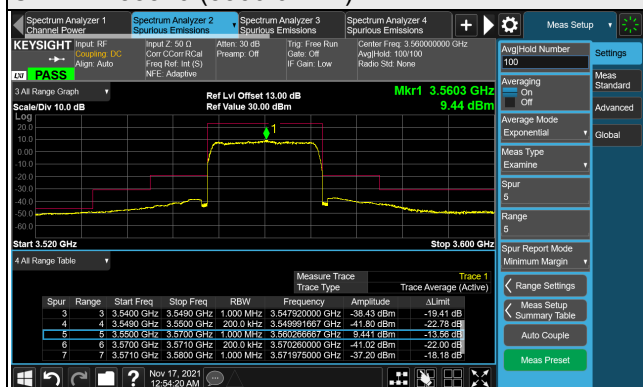 Spectrum Analyzer 1
Channel Power
Spectrum Analyzer 2
Spurious Emissions
Spectrum Analyzer 3
Spurious Emissions
Spectrum Analyzer 4
Spurious Emissions
Meas Setup
KEYSIGHT
Input: RF
Coupling: DC
Align: Auto
Input Z: 50 Ω
Corr CCorr RCal
Freq Ref: Int (S)
NFE: Adaptive
Atten: 30 dB
Preamp: Off
Trig: Free Run
Gate: Off
IF Gain: Low
Center Freq: 3.560000000 GHz
Avg|Hold: 100/100
Radio Std: None
LXI PASS
3 All Range Graph
Ref Lvl Offset 13.00 dB
Mkr1 3.5603 GHz
Scale/Div 10.0 dB
Ref Value 30.00 dBm
9.44 dBm
Log
20.0
10.0
0.00
-10.0
-20.0
-30.0
-40.0
-50.0
-60.0
1
Start 3.520 GHz
Stop 3.600 GHz
4 All Range Table
Measure Trace Trace 1
Trace Type Trace Average (Active)
Spur Range Start Freq Stop Freq RBW Frequency Amplitude ΔLimit
3 3 3.5400 GHz 3.5490 GHz 1.000 MHz 3.547920000 GHz -38.43 dBm -19.41 dB
4 4 3.5490 GHz 3.5500 GHz 200.0 kHz 3.549991667 GHz -41.80 dBm -22.78 dB
5 5 3.5500 GHz 3.5700 GHz 1.000 MHz 3.560266667 GHz 9.441 dBm -13.56 dB
6 6 3.5700 GHz 3.5710 GHz 200.0 kHz 3.570260000 GHz -41.02 dBm -22.00 dB
7 7 3.5710 GHz 3.5800 GHz 1.000 MHz 3.571975000 GHz -37.20 dBm -18.18 dB
Avg|Hold Number
100
Averaging
On
Off
Average Mode
Exponential
Meas Type
Examine
Spur
5
Range
5
Spur Report Mode
Minimum Margin
Range Settings
Meas Setup
Summary Table
Auto Couple
Meas Preset
Settings
Meas
Standard
Advanced
Global
Nov 17, 2021
12:54:20 AM